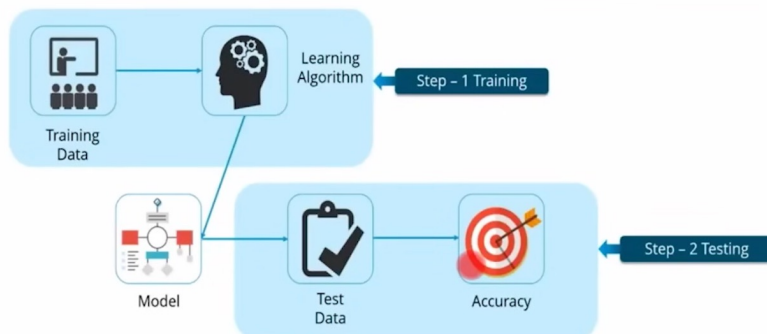 Learning
Algorithm
Step – 1 Training
Training
Data
Step – 2 Testing
Model
Test
Data
Accuracy